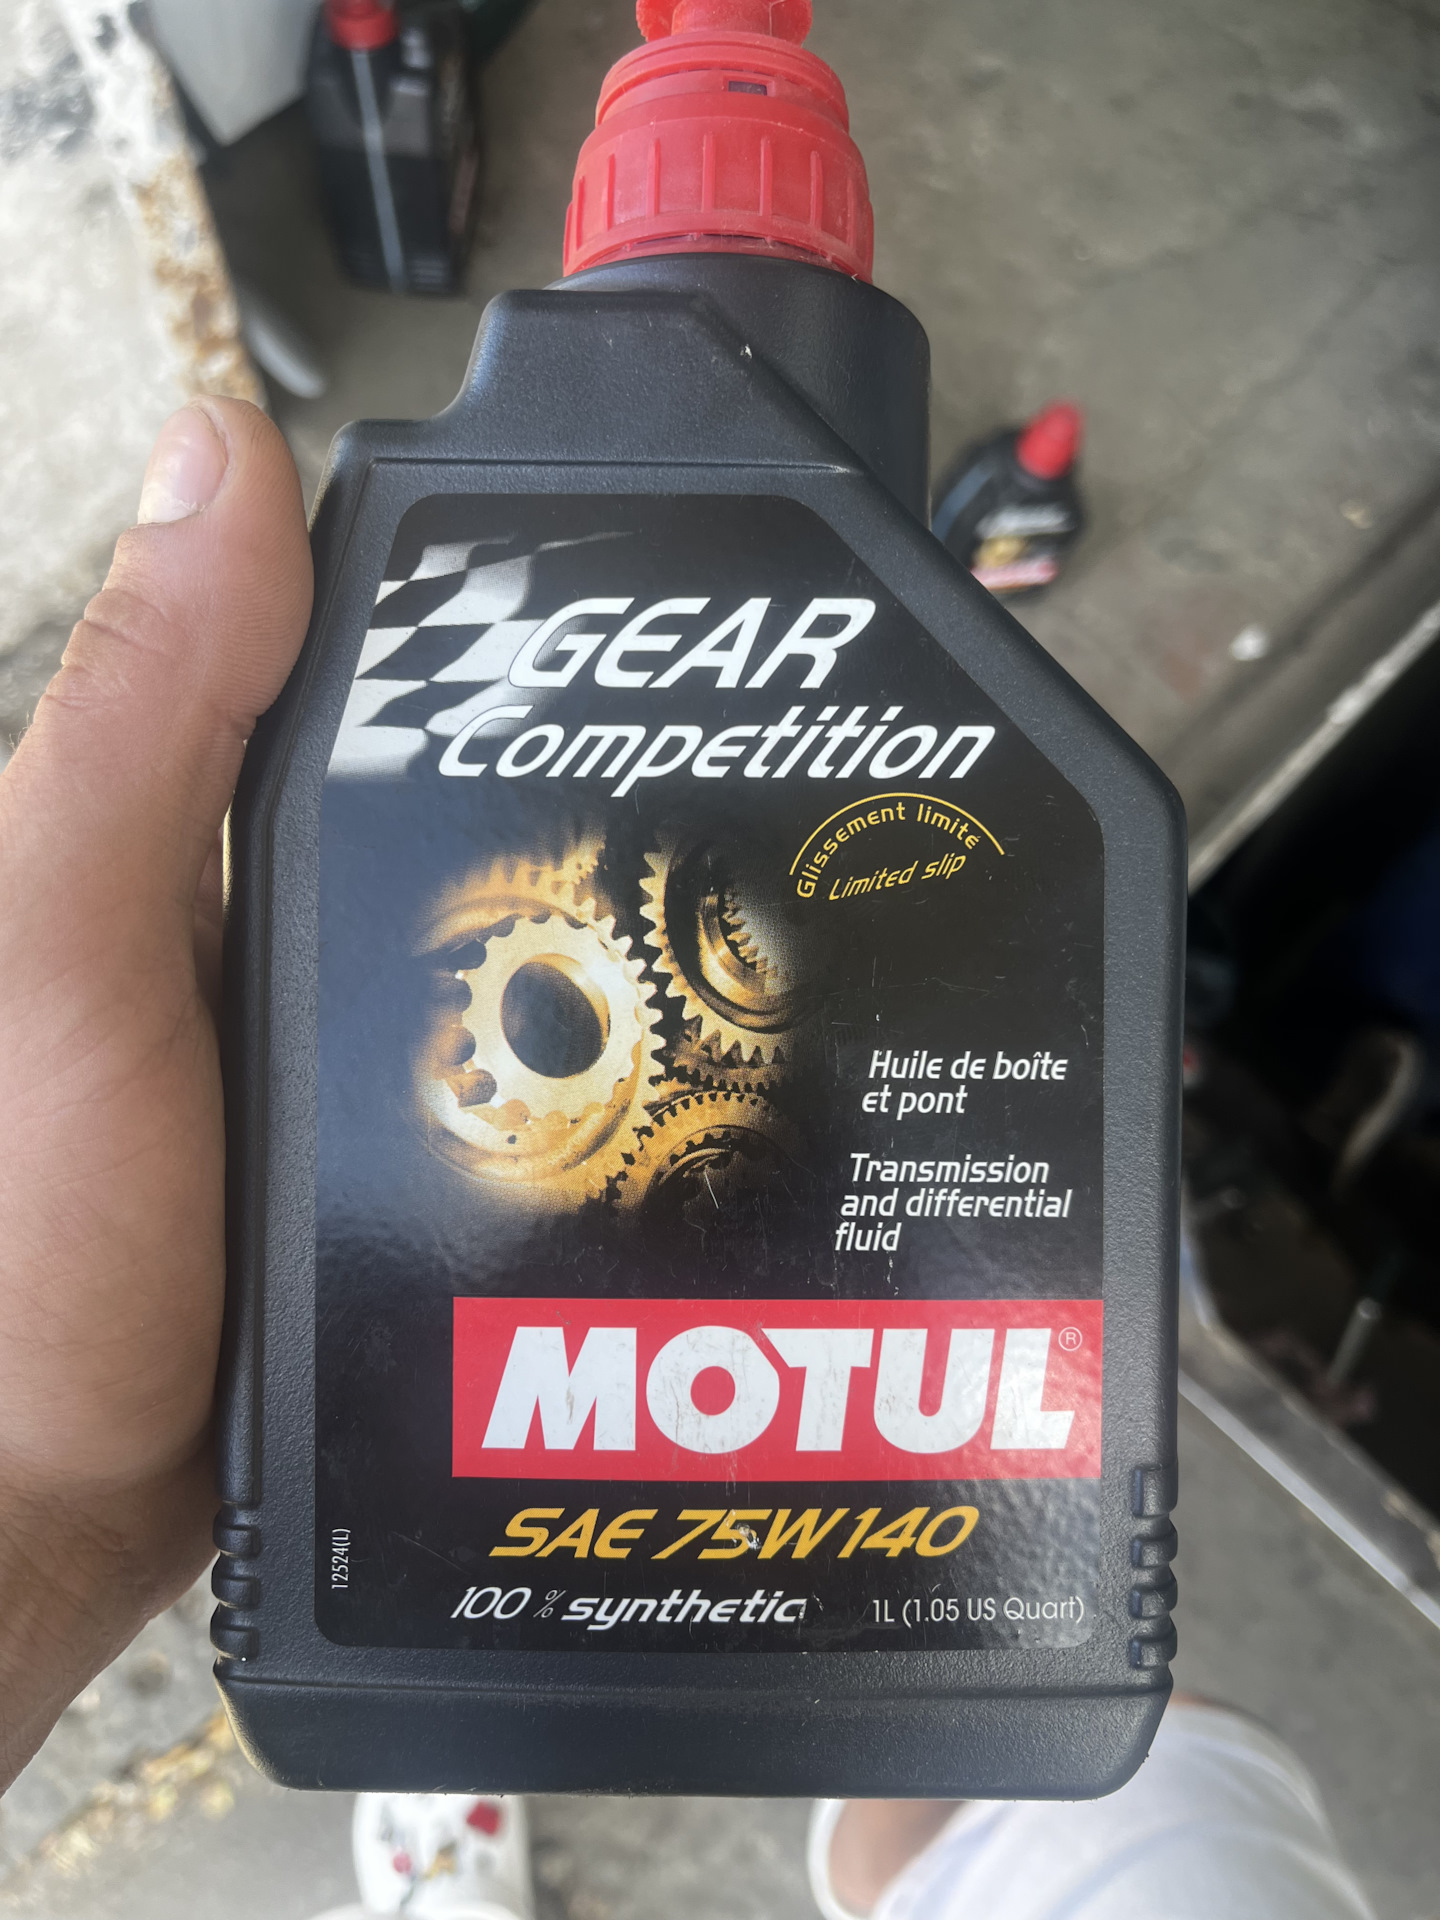 GEAR
Competition
Glissement limité
Limited slip
Huile de boîte
et pont
Transmission
and differential
fluid
MOTUL®
SAE 75W140
100 % synthetic
1L (1.05 US Quart)
12524(L)